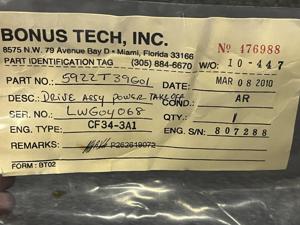 BONUS TECH, INC.
8575 N.W. 79 Avenue Bay D - Miami, Florida 33166
Nº 476988
PART IDENTIFICATION TAG (305) 884-6670 W/O: 10-447
PART NO.: 5922T39G01 DATE: MAR 08 2010
DESC.: DRIVE ASSY POWER TAKEOFF COND.: AR
SER. NO.: LWG04068 QTY.: 1
ENG. TYPE: CF34-3A1 ENG. S/N: 807288
REMARKS: P262619072
FORM: BT02